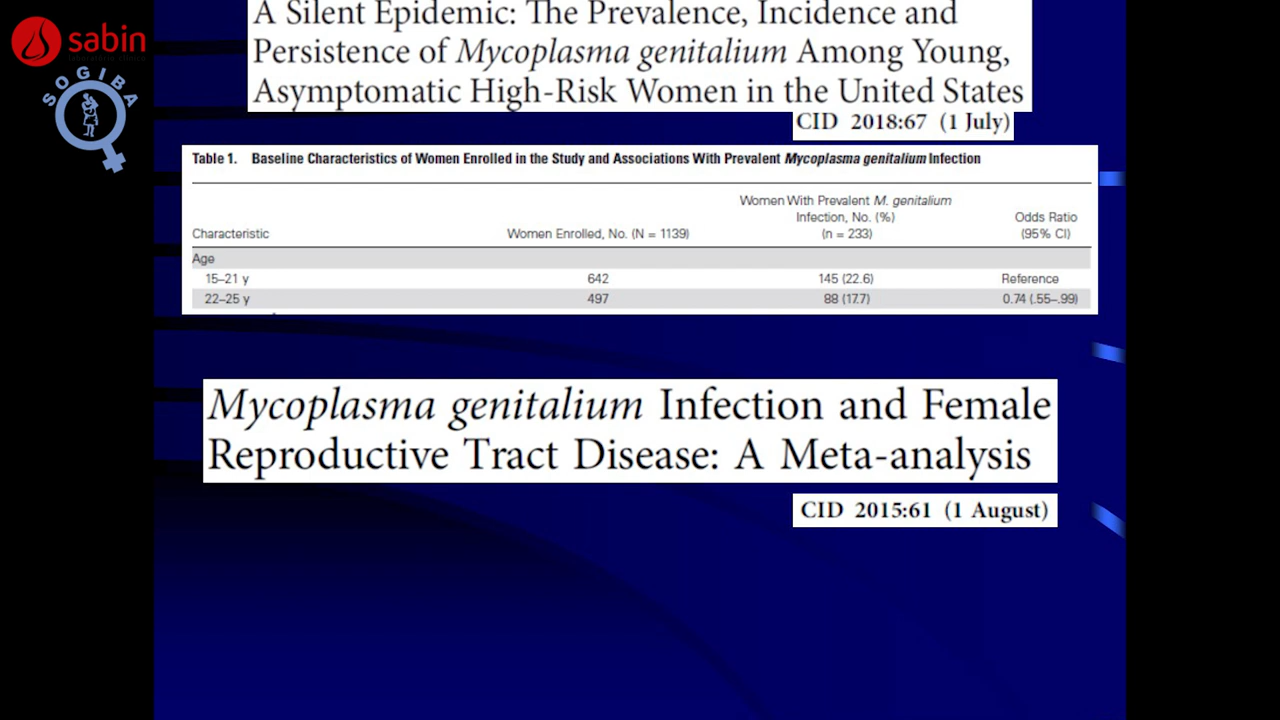 sabin
SOGIBA
A Silent Epidemic: The Prevalence, Incidence and
Persistence of Mycoplasma genitalium Among Young,
Asymptomatic High-Risk Women in the United States
CID 2018:67 (1 July)
Table 1. Baseline Characteristics of Women Enrolled in the Study and Associations With Prevalent Mycoplasma genitalium Infection
Women With Prevalent M. genitalium
Infection, No. (%)
Odds Ratio
Characteristic Women Enrolled, No. (N = 1139) (n = 233) (95% CI)
Age
15–21 y 642 145 (22.6) Reference
22–25 y 497 88 (17.7) 0.74 (.55–.99)
Mycoplasma genitalium Infection and Female
Reproductive Tract Disease: A Meta-analysis
CID 2015:61 (1 August)